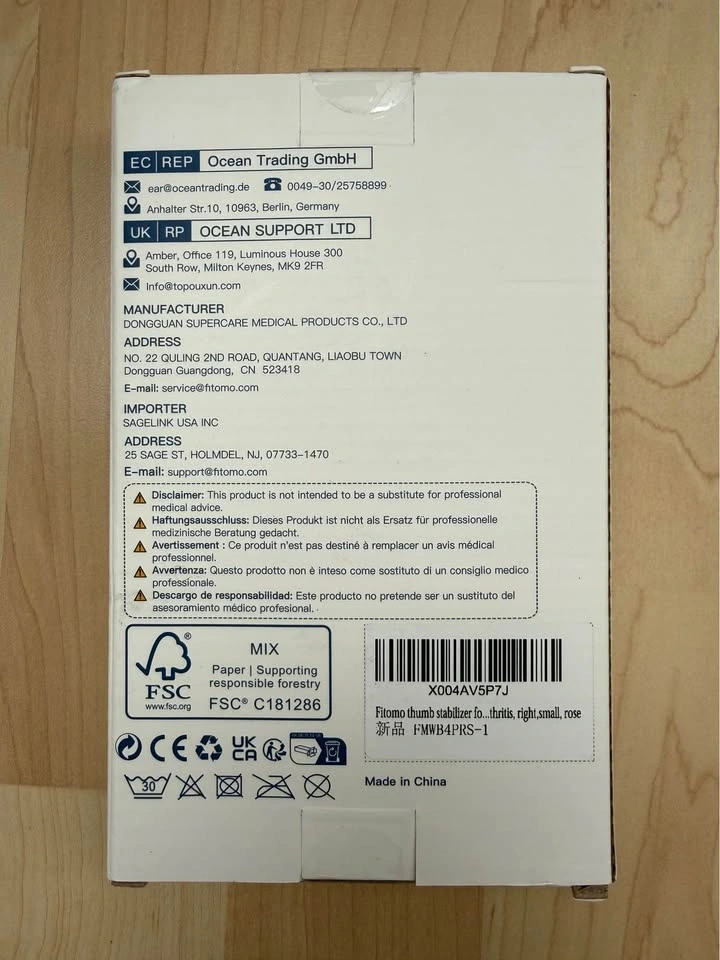 EC REP Ocean Trading GmbH
ear@oceantrading.de 0049-30/25758899
Anhalter Str.10, 10963, Berlin, Germany
UK RP OCEAN SUPPORT LTD
Amber, Office 119, Luminous House 300
South Row, Milton Keynes, MK9 2FR
Info@topouxun.com
MANUFACTURER
DONGGUAN SUPERCARE MEDICAL PRODUCTS CO., LTD
ADDRESS
NO. 22 QULING 2ND ROAD, QUANTANG, LIAOBU TOWN
Dongguan Guangdong, CN 523418
E-mail: service@fitomo.com
IMPORTER
SAGELINK USA INC
ADDRESS
25 SAGE ST, HOLMDEL, NJ, 07733-1470
E-mail: support@fitomo.com
Disclaimer: This product is not intended to be a substitute for professional
medical advice.
Haftungsausschluss: Dieses Produkt ist nicht als Ersatz für professionelle
medizinische Beratung gedacht.
Avertissement : Ce produit n'est pas destiné à remplacer un avis médical
professionnel.
Avvertenza: Questo prodotto non è inteso come sostituto di un consiglio medico
professionale.
Descargo de responsabilidad: Este producto no pretende ser un sustituto del
asesoramiento médico profesional.
FSC®
www.fsc.org
MIX
Paper | Supporting
responsible forestry
FSC® C181286
X004AV5P7J
Fitomo thumb stabilizer fo...thritis, right,small, rose
新品 FMWB4PRS-1
CE UK CA
30
Made in China